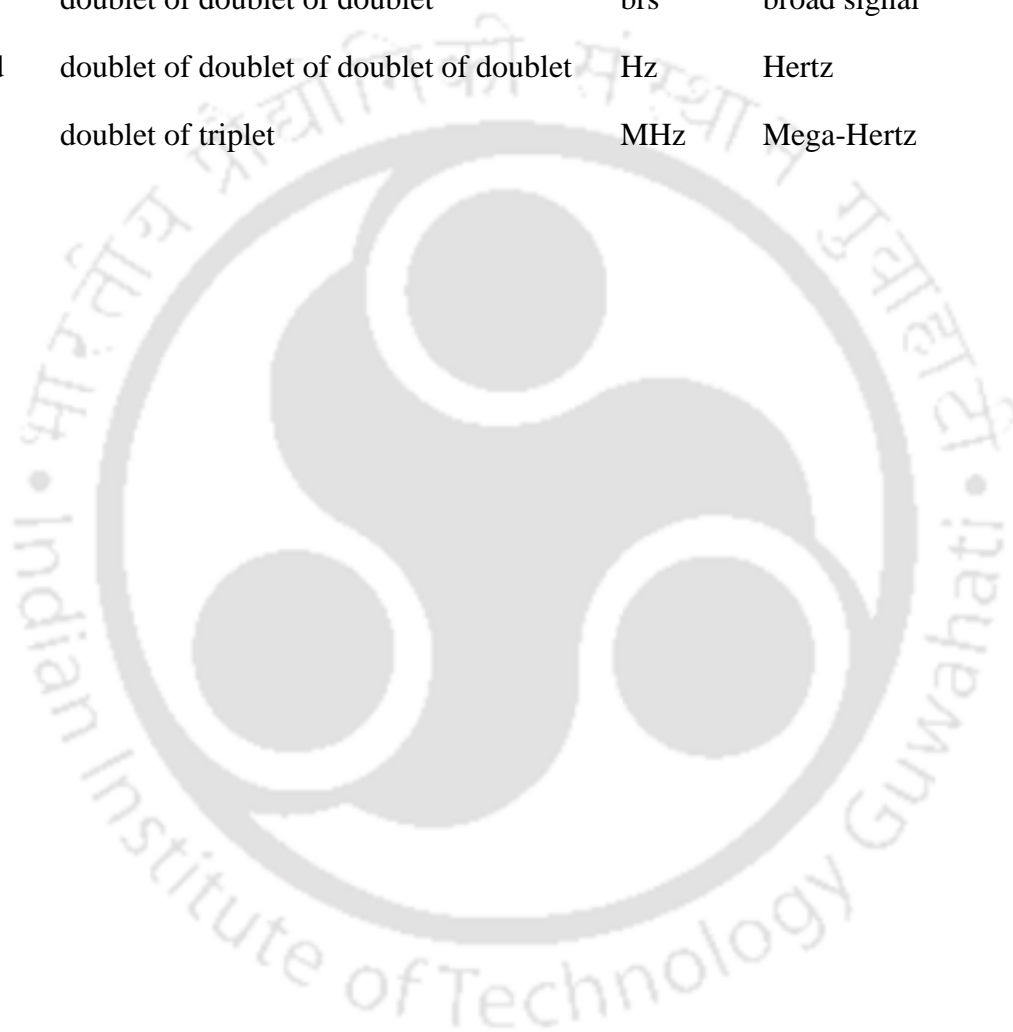 doublet of doublet of doublet brs broad signal
d doublet of doublet of doublet of doublet Hz Hertz
doublet of triplet MHz Mega-Hertz
भारतीय प्रौद्योगिकी संस्थान गुवाहाटी
Indian Institute of Technology Guwahati